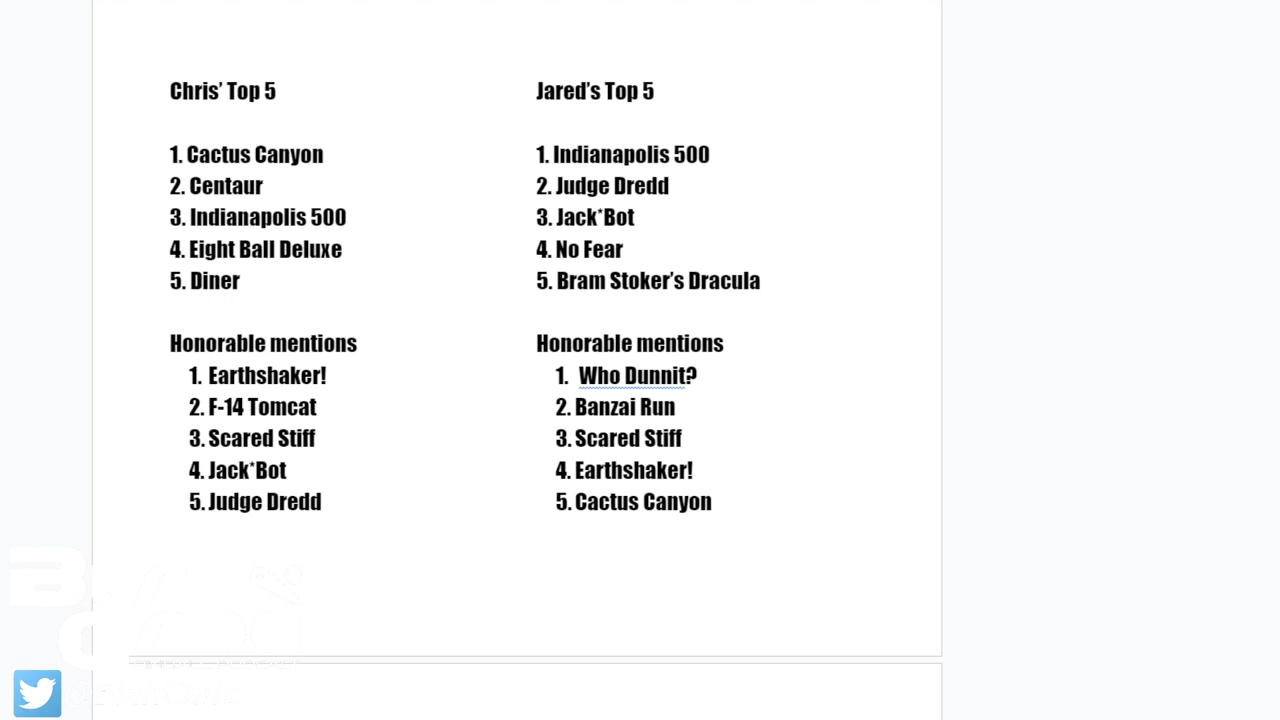 Chris’ Top 5
1. Cactus Canyon
2. Centaur
3. Indianapolis 500
4. Eight Ball Deluxe
5. Diner
Honorable mentions
1. Earthshaker!
2. F-14 Tomcat
3. Scared Stiff
4. Jack*Bot
5. Judge Dredd
Jared’s Top 5
1. Indianapolis 500
2. Judge Dredd
3. Jack*Bot
4. No Fear
5. Bram Stoker’s Dracula
Honorable mentions
1. Who Dunnit?
2. Banzai Run
3. Scared Stiff
4. Earthshaker!
5. Cactus Canyon